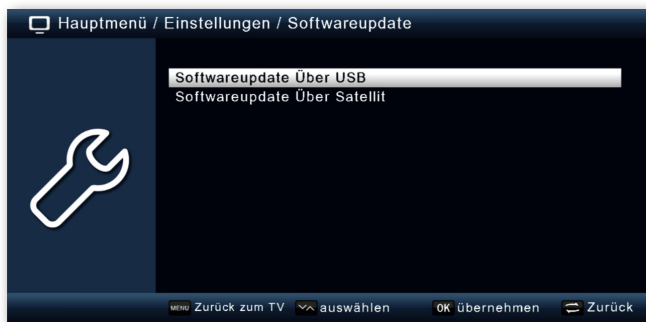 Hauptmenü / Einstellungen / Softwareupdate
Softwareupdate Über USB
Softwareupdate Über Satellit
MENU Zurück zum TV auswählen OK übernehmen Zurück